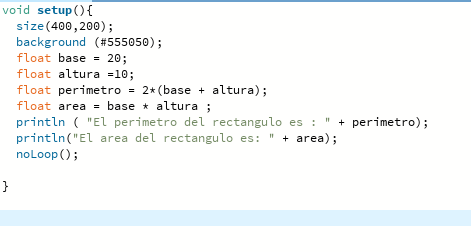 void setup(){
  size(400,200);
  background (#555050);
  float base = 20;
  float altura =10;
  float perimetro = 2*(base + altura);
  float area = base * altura ;
  println ( "El perimetro del rectangulo es : " + perimetro);
  println("El area del rectangulo es: " + area);
  noLoop();
}